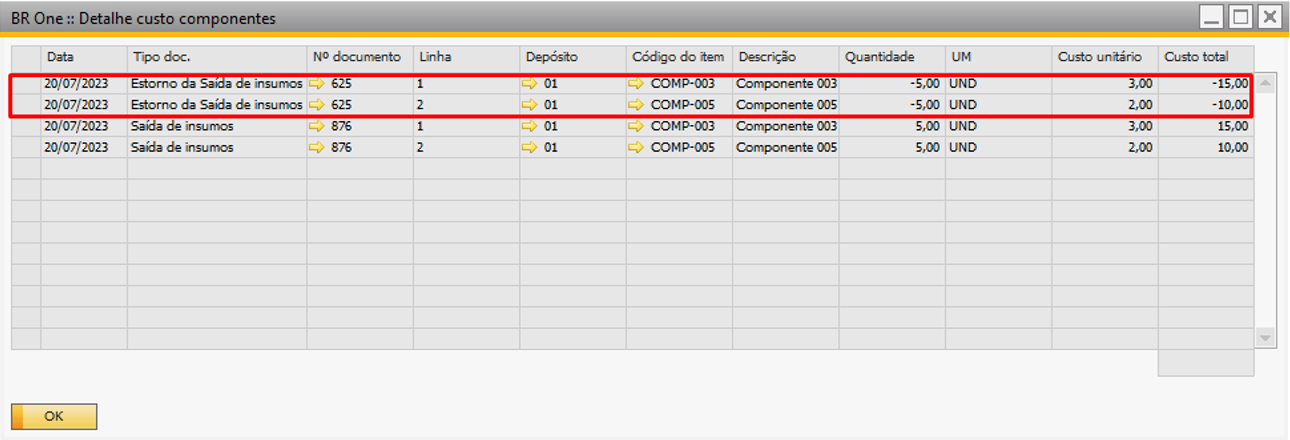 BR One :: Detalhe custo componentes
Data Tipo doc. Nº documento Linha Depósito Código do item Descrição Quantidade UM Custo unitário Custo total
20/07/2023 Estorno da Saída de insumos 625 1 01 COMP-003 Componente 003 -5,00 UND 3,00 -15,00
20/07/2023 Estorno da Saída de insumos 625 2 01 COMP-005 Componente 005 -5,00 UND 2,00 -10,00
20/07/2023 Saída de insumos 876 1 01 COMP-003 Componente 003 5,00 UND 3,00 15,00
20/07/2023 Saída de insumos 876 2 01 COMP-005 Componente 005 5,00 UND 2,00 10,00
OK